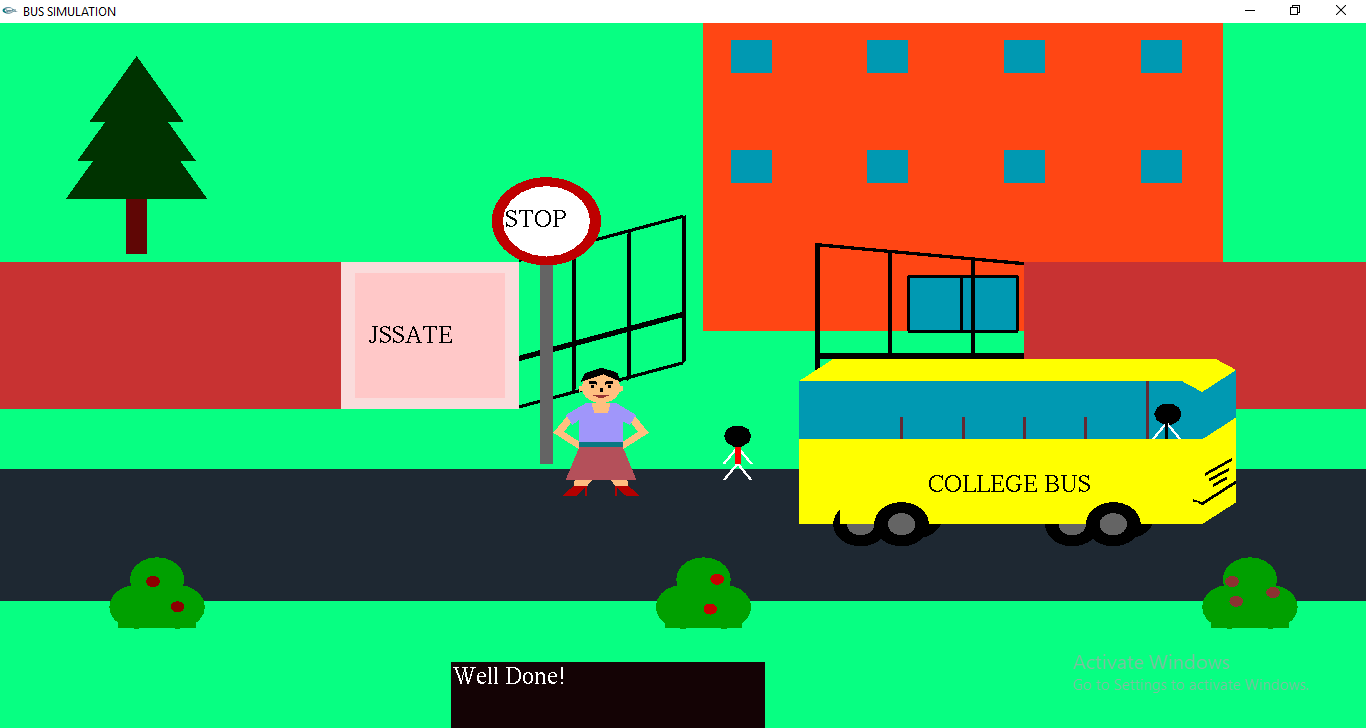 BUS SIMULATION
STOP
JSSATE
COLLEGE BUS
Well Done!
Activate Windows
Go to Settings to activate Windows.